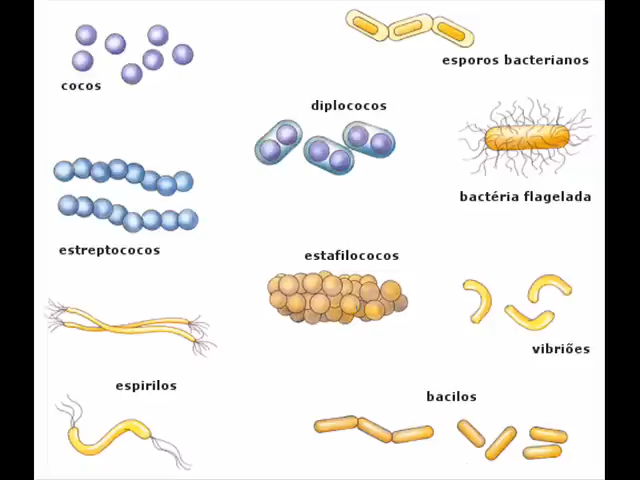 esporos bacterianos
cocos
diplococos
bactéria flagelada
estreptococos
estafilococos
vibriões
espirilos
bacilos